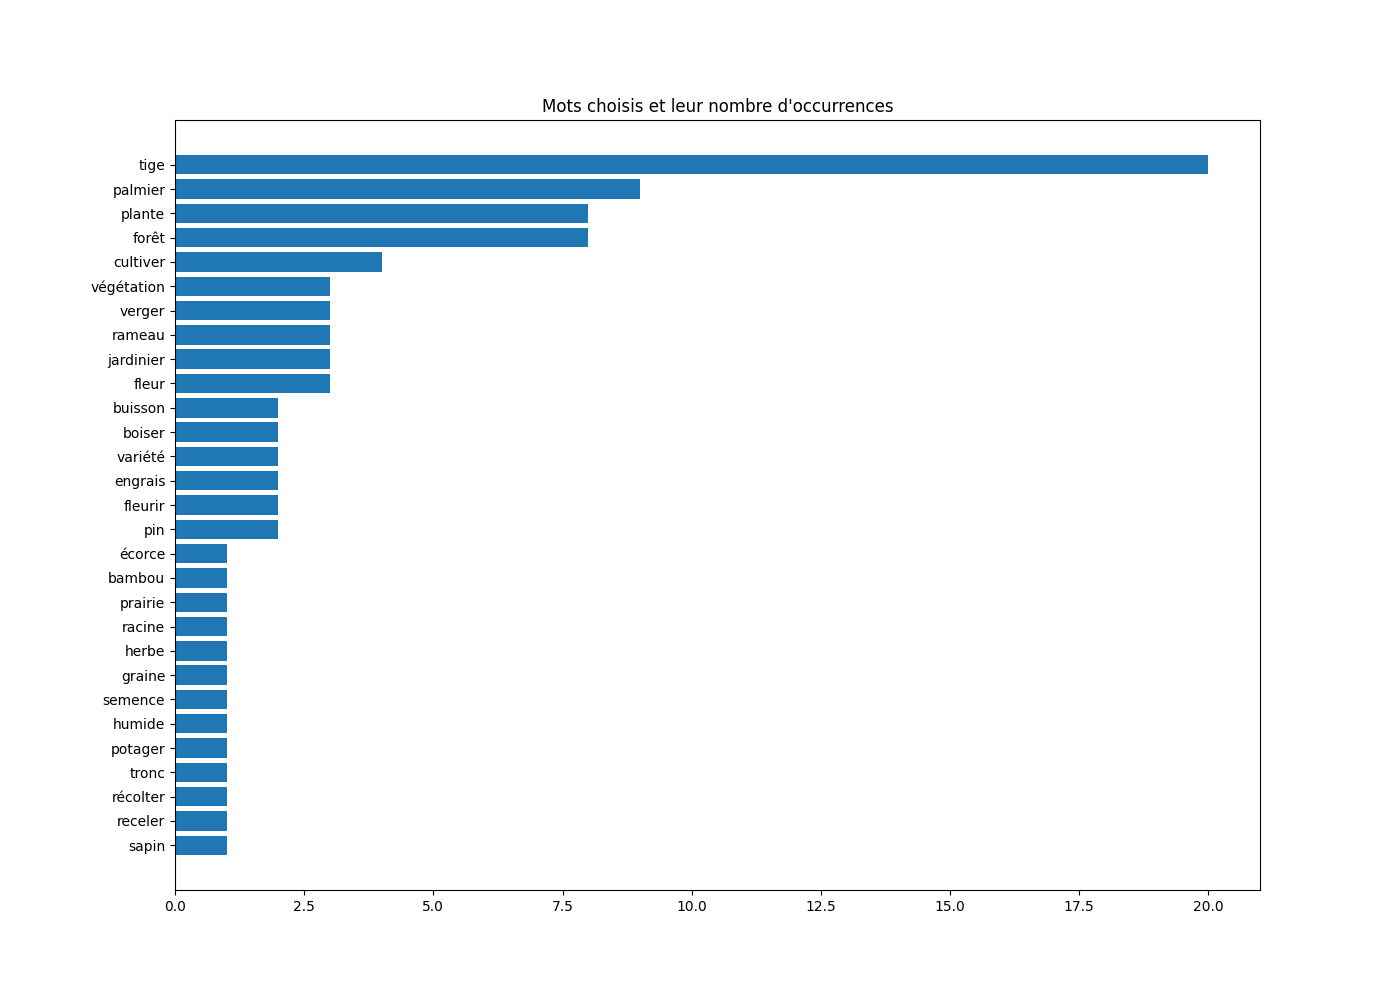 Mots choisis et leur nombre d'occurrences
tige
palmier
plante
forêt
cultiver
végétation
verger
rameau
jardinier
fleur
buisson
boiser
variété
engrais
fleurir
pin
écorce
bambou
prairie
racine
herbe
graine
semence
humide
potager
tronc
récolter
receler
sapin
0.0 2.5 5.0 7.5 10.0 12.5 15.0 17.5 20.0